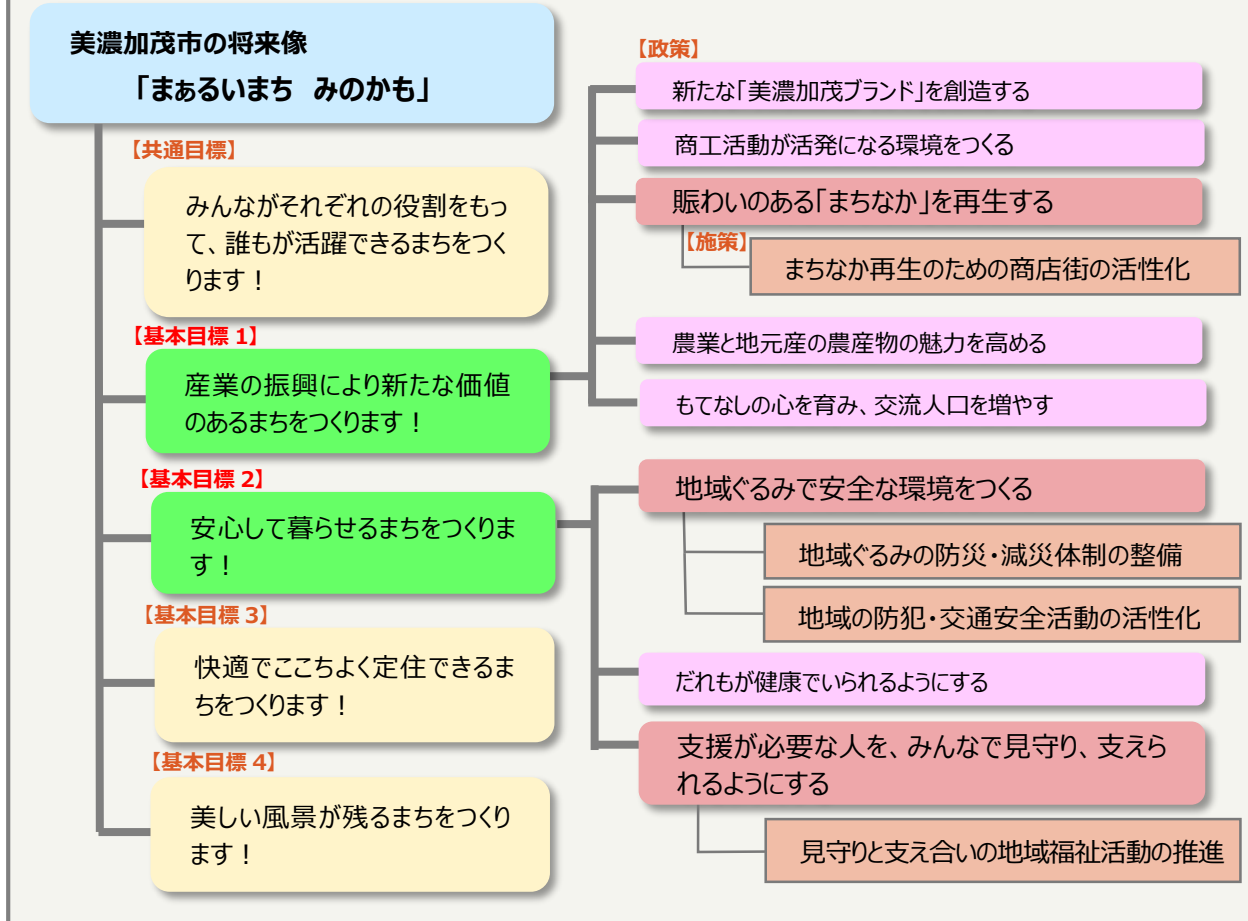 美濃加茂市の将来像
「まぁるいまち　みのかも」
【共通目標】
みんながそれぞれの役割をもっ
て、誰もが活躍できるまちをつく
ります！
【基本目標 1】
産業の振興により新たな価値
のあるまちをつくります！
【基本目標 2】
安心して暮らせるまちをつくりま
す！
【基本目標 3】
快適でここちよく定住できるま
ちをつくります！
【基本目標 4】
美しい風景が残るまちをつくり
ます！
【政策】
新たな「美濃加茂ブランド」を創造する
商工活動が活発になる環境をつくる
賑わいのある「まちなか」を再生する
【施策】
まちなか再生のための商店街の活性化
農業と地元産の農産物の魅力を高める
もてなしの心を育み、交流人口を増やす
地域ぐるみで安全な環境をつくる
地域ぐるみの防災・減災体制の整備
地域の防犯・交通安全活動の活性化
だれもが健康でいられるようにする
支援が必要な人を、みんなで見守り、支えら
れるようにする
見守りと支え合いの地域福祉活動の推進